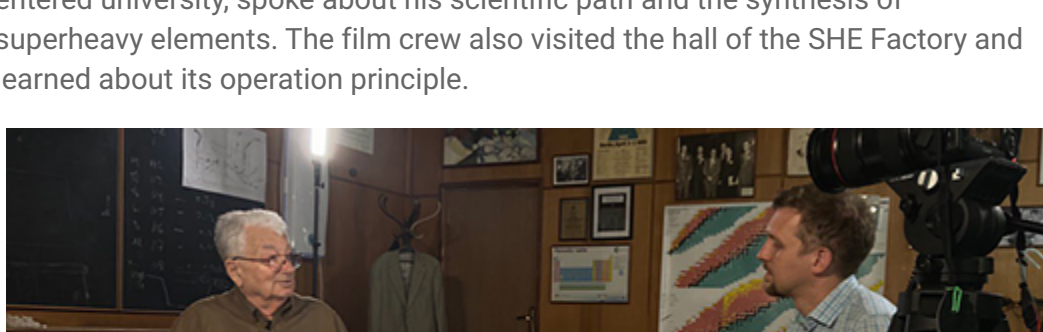 entered university, spoke about his scientific path and the synthesis of
superheavy elements. The film crew also visited the hall of the SHE Factory and
learned about its operation principle.